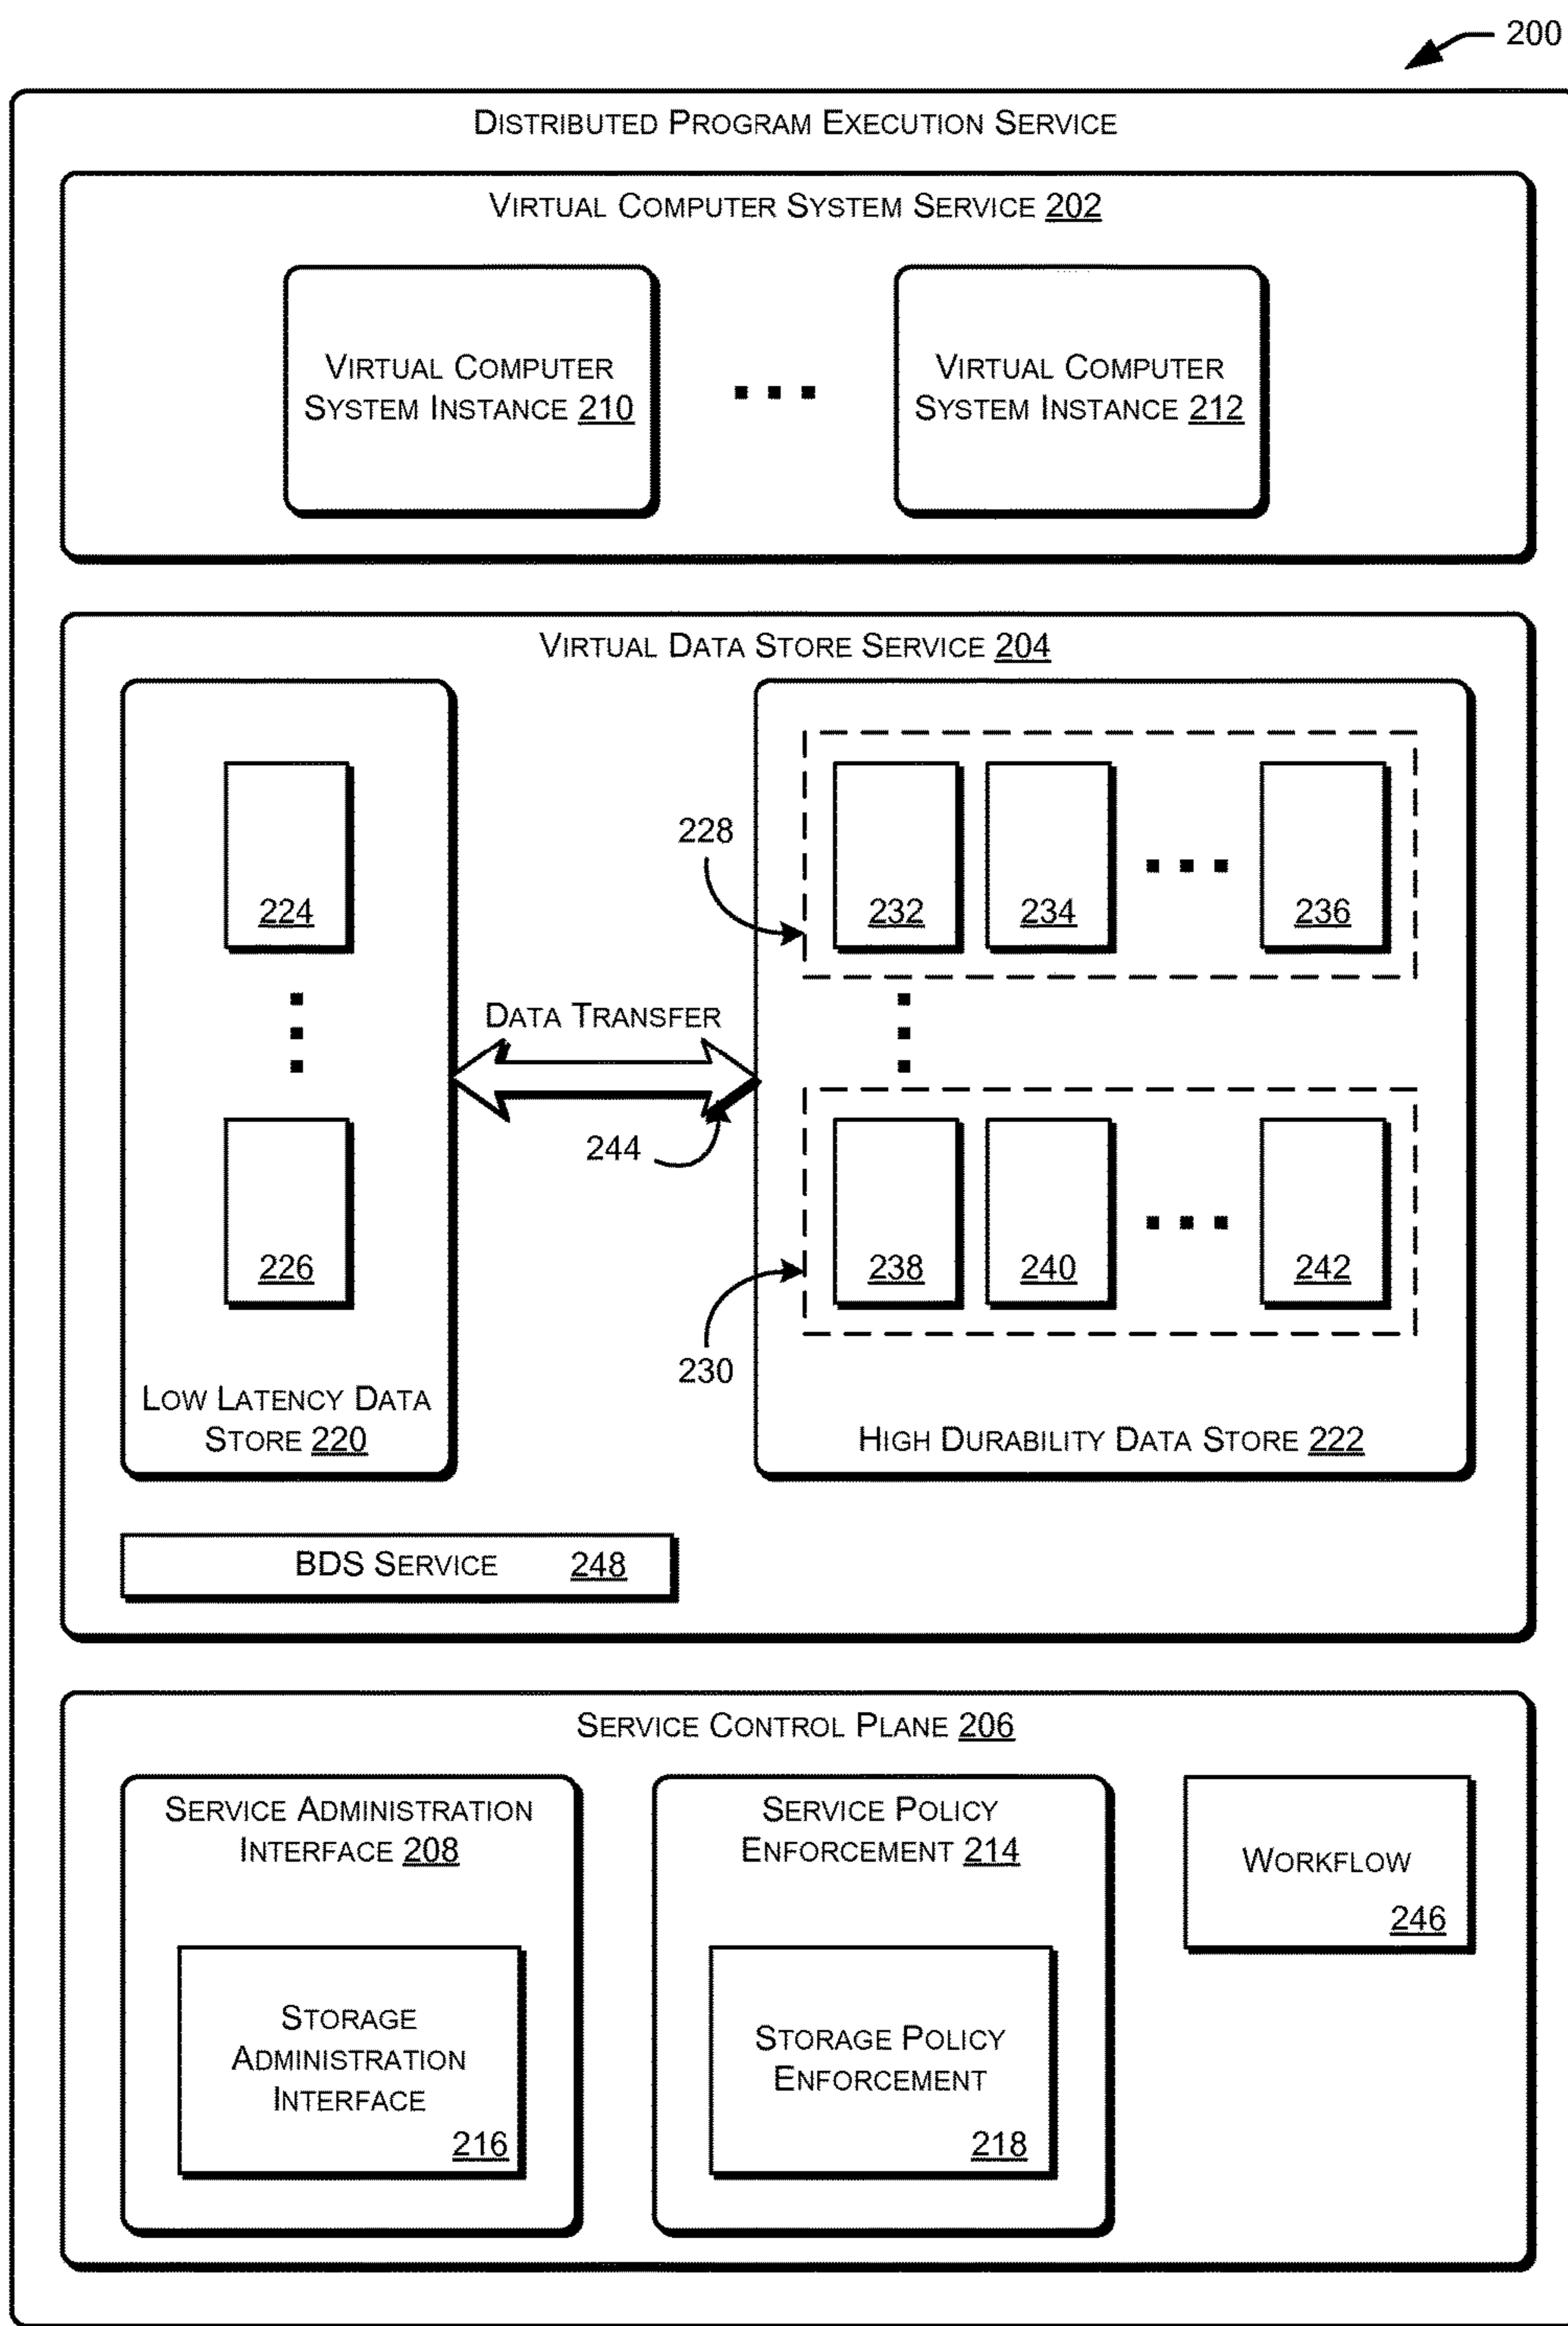 200
DISTRIBUTED PROGRAM EXECUTION SERVICE
VIRTUAL COMPUTER SYSTEM SERVICE 202
VIRTUAL COMPUTER
SYSTEM INSTANCE 210
VIRTUAL COMPUTER
SYSTEM INSTANCE 212
VIRTUAL DATA STORE SERVICE 204
224
226
LOW LATENCY DATA
STORE 220
DATA TRANSFER
244
228
232 234 236
230
238 240 242
HIGH DURABILITY DATA STORE 222
BDS SERVICE 248
SERVICE CONTROL PLANE 206
SERVICE ADMINISTRATION
INTERFACE 208
STORAGE
ADMINISTRATION
INTERFACE
216
SERVICE POLICY
ENFORCEMENT 214
STORAGE POLICY
ENFORCEMENT
218
WORKFLOW
246